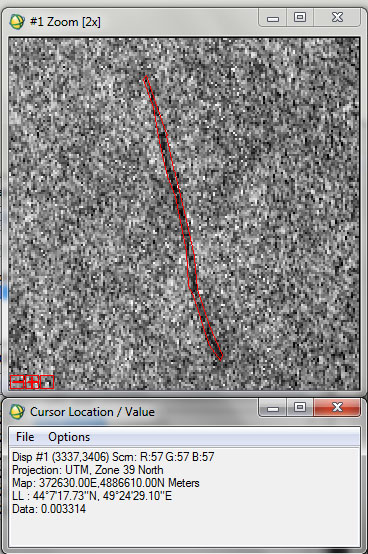 #1 Zoom [2x]
Cursor Location / Value
File Options
Disp #1 (3337,3406) Scrn: R:57 G:57 B:57
Projection: UTM, Zone 39 North
Map: 372630.00E,4886610.00N Meters
LL : 44°7'17.73"N, 49°24'29.10"E
Data: 0.003314